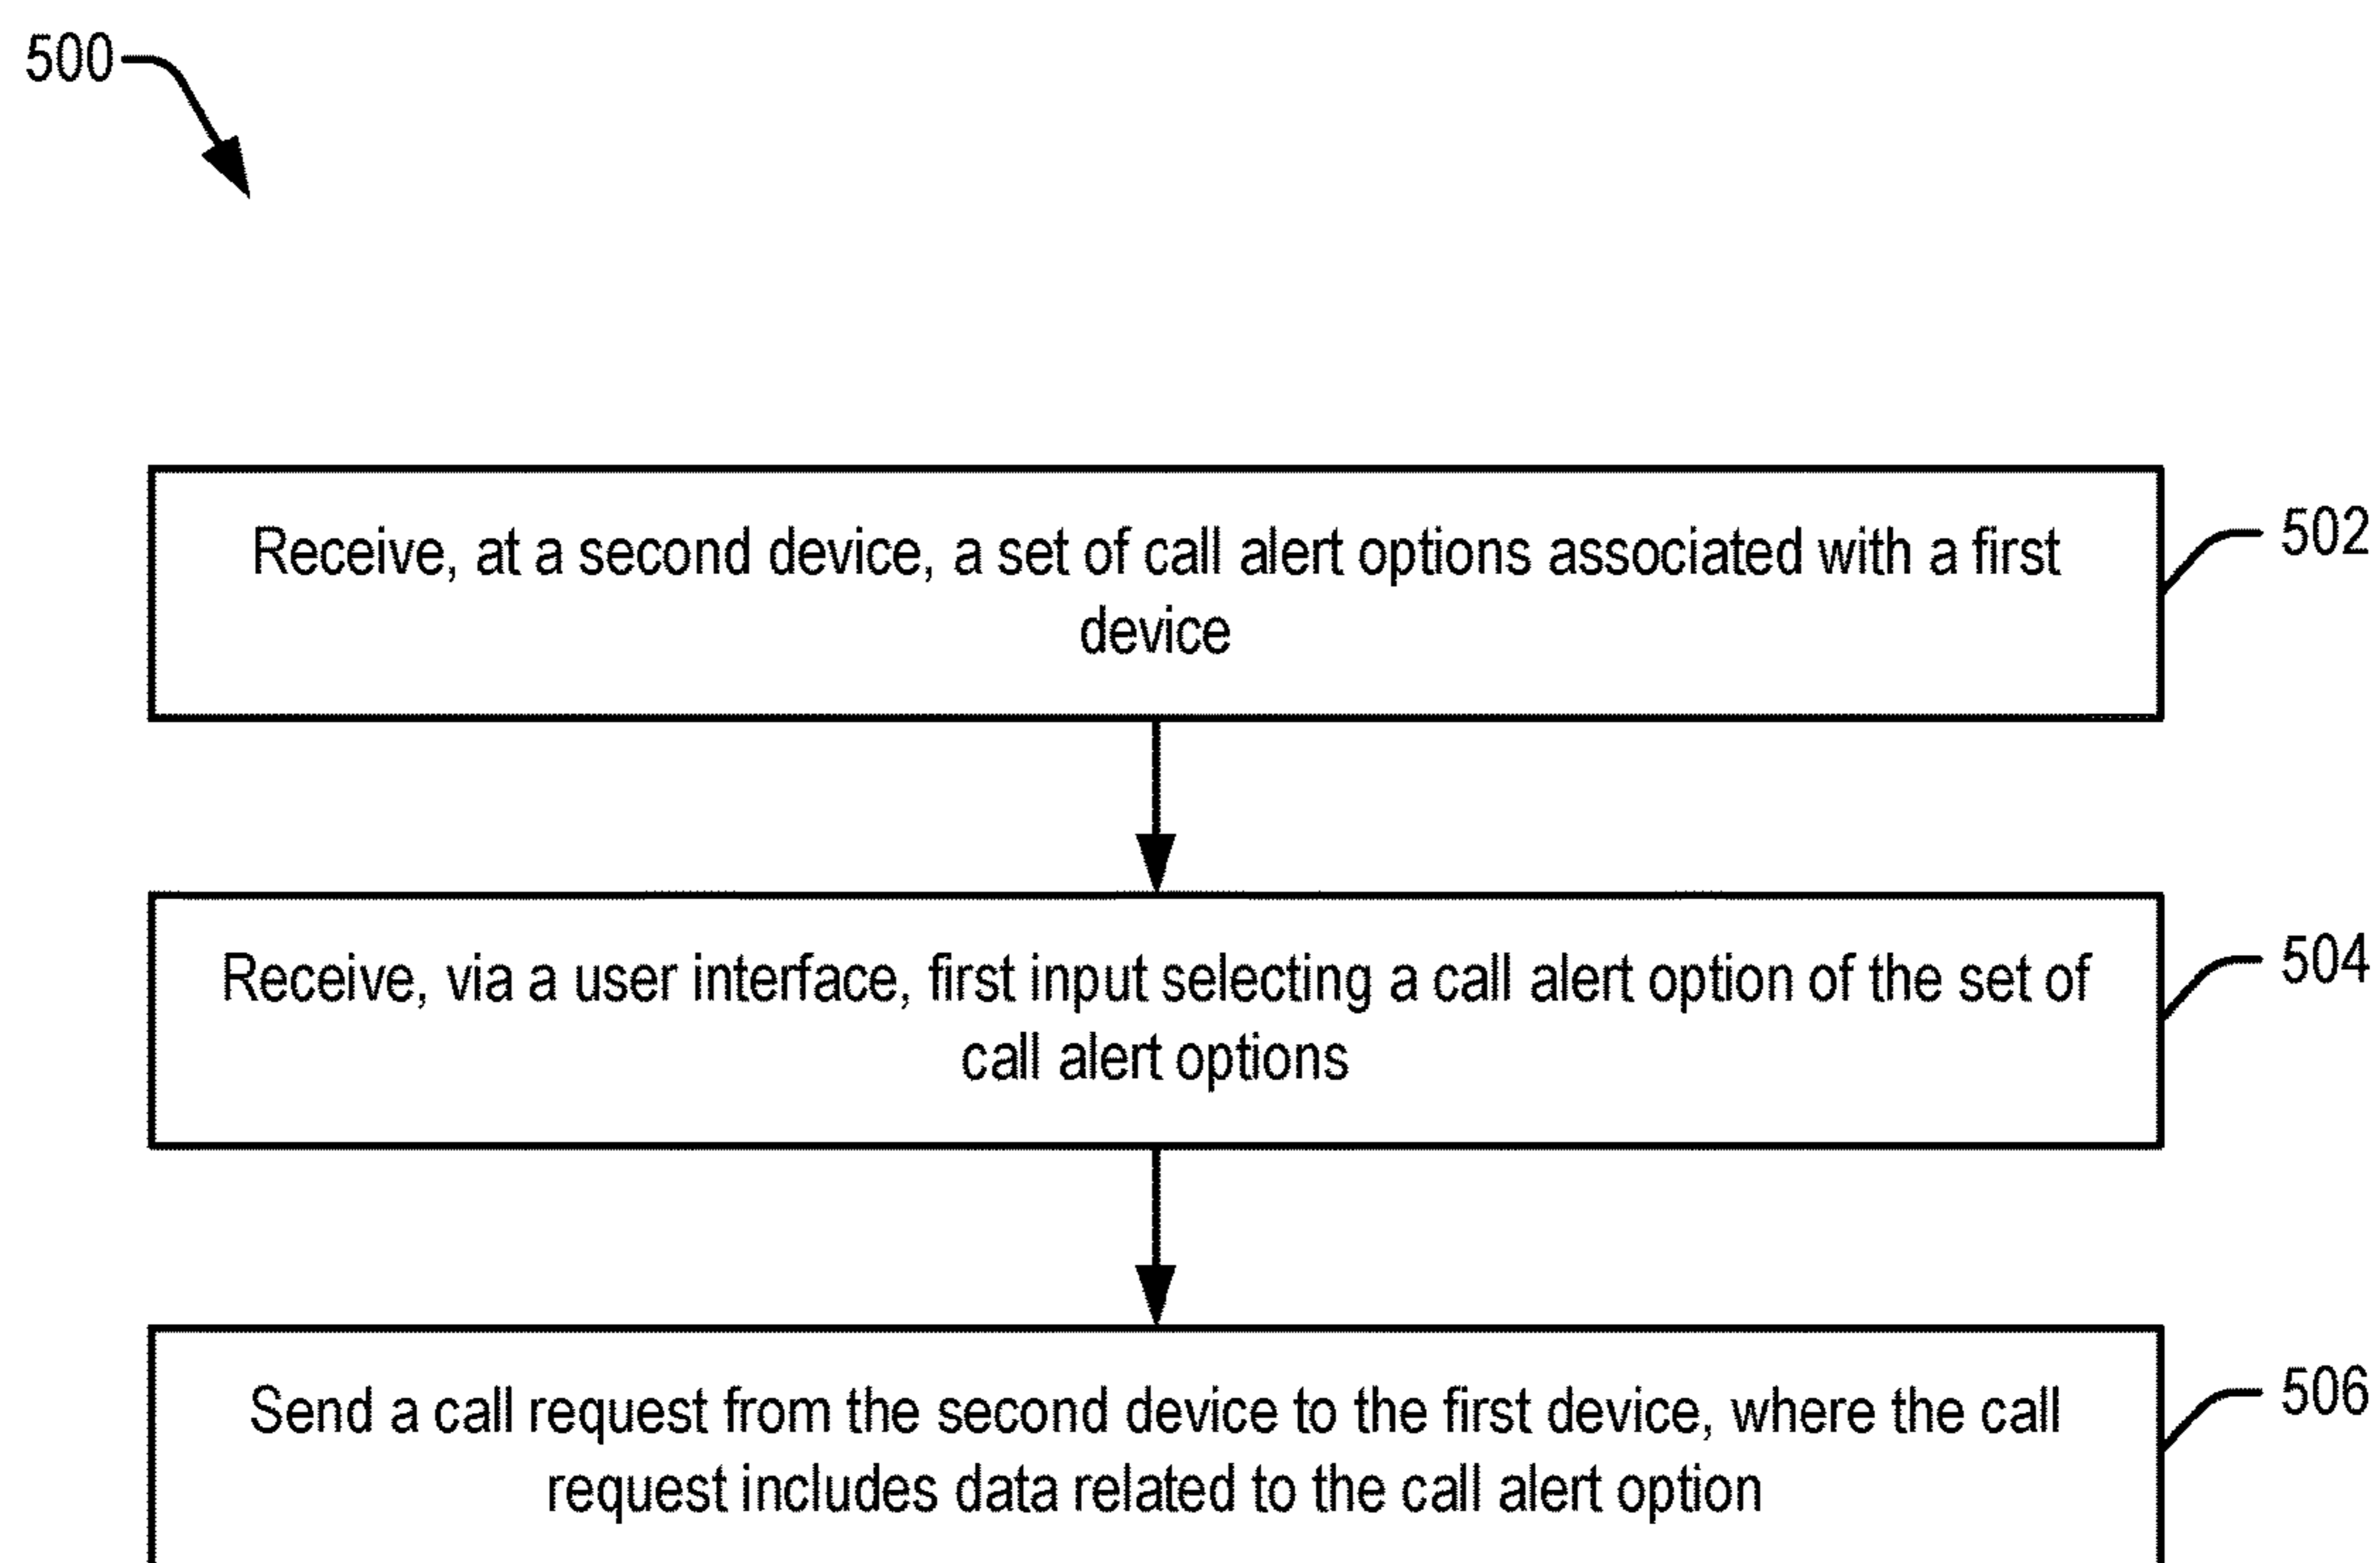 500
Receive, at a second device, a set of call alert options associated with a first
device
502
Receive, via a user interface, first input selecting a call alert option of the set of
call alert options
504
Send a call request from the second device to the first device, where the call
request includes data related to the call alert option
506